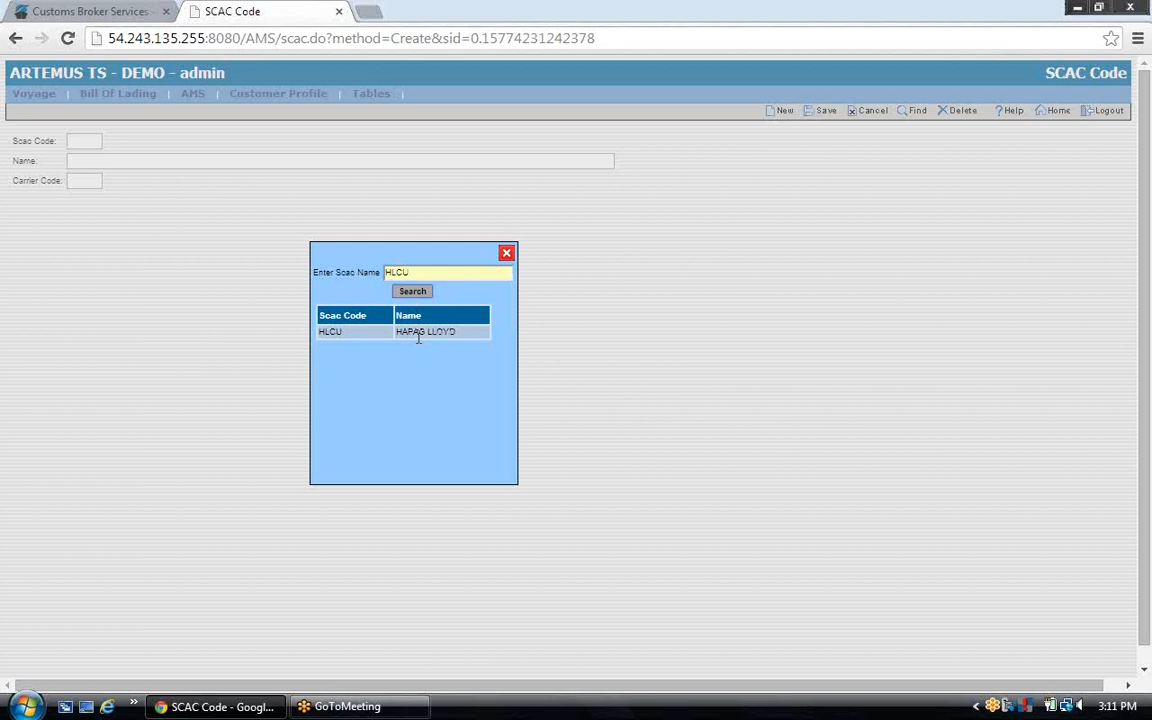 Customs Broker Services
SCAC Code
54.243.135.255:8080/AMS/scac.do?method=Create&sid=0.15774231242378
ARTEMUS TS - DEMO - admin
SCAC Code
Voyage | Bill Of Lading | AMS | Customer Profile | Tables |
New Save Cancel Find Delete ? Help Home Logout
Scac Code:
Name:
Carrier Code:
Enter Scac Name HLCU
Search
Scac Code Name
HLCU HAPAG LLOYD
SCAC Code - Googl...
GoToMeeting
3:11 PM